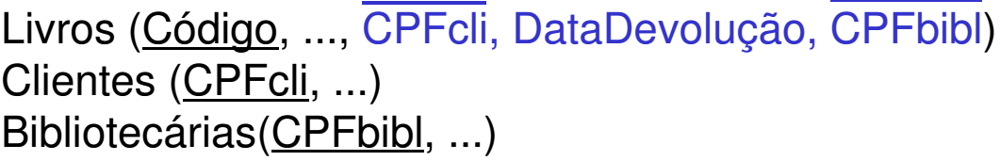 Livros (Código, ..., CPFcli, DataDevolução, CPFbibl)
Clientes (CPFcli, ...)
Bibliotecárias(CPFbibl, ...)